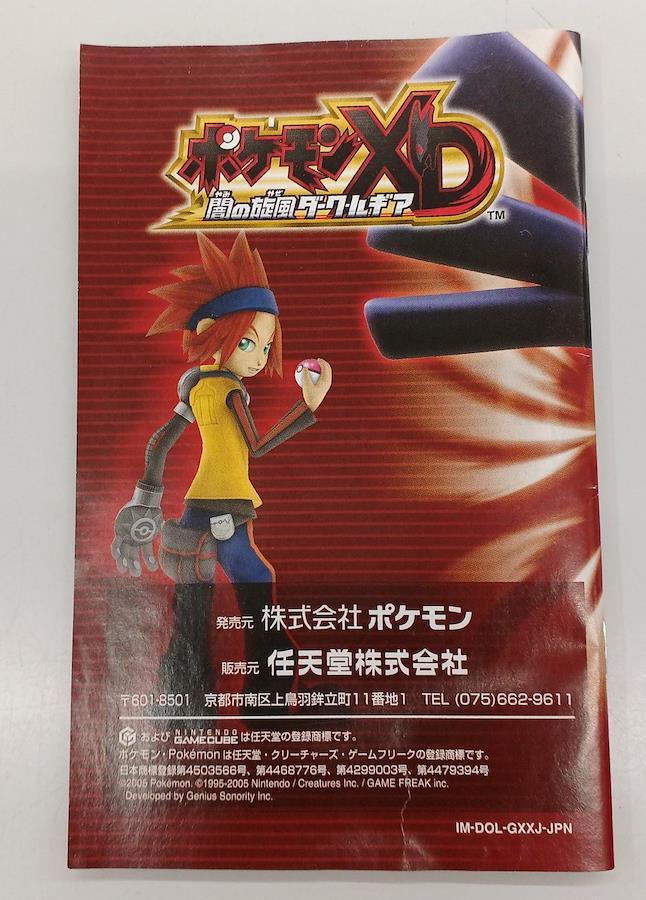 ポケモンXD
TM
やみ かぜ
闇の旋風ダーク・ルギア
発売元 株式会社 ポケモン
販売元 任天堂株式会社
〒601-8501 京都市南区上鳥羽鉾立町11番地1 TEL (075)662-9611
および NINTENDO GAMECUBE は任天堂の登録商標です。
ポケモン・Pokémonは任天堂・クリーチャーズ・ゲームフリークの登録商標です。
日本商標登録第4503566号、第4468776号、第4299003号、第4479394号
©2005 Pokémon. ©1995-2005 Nintendo / Creatures Inc. / GAME FREAK inc.
Developed by Genius Sonority Inc.
IM-DOL-GXXJ-JPN